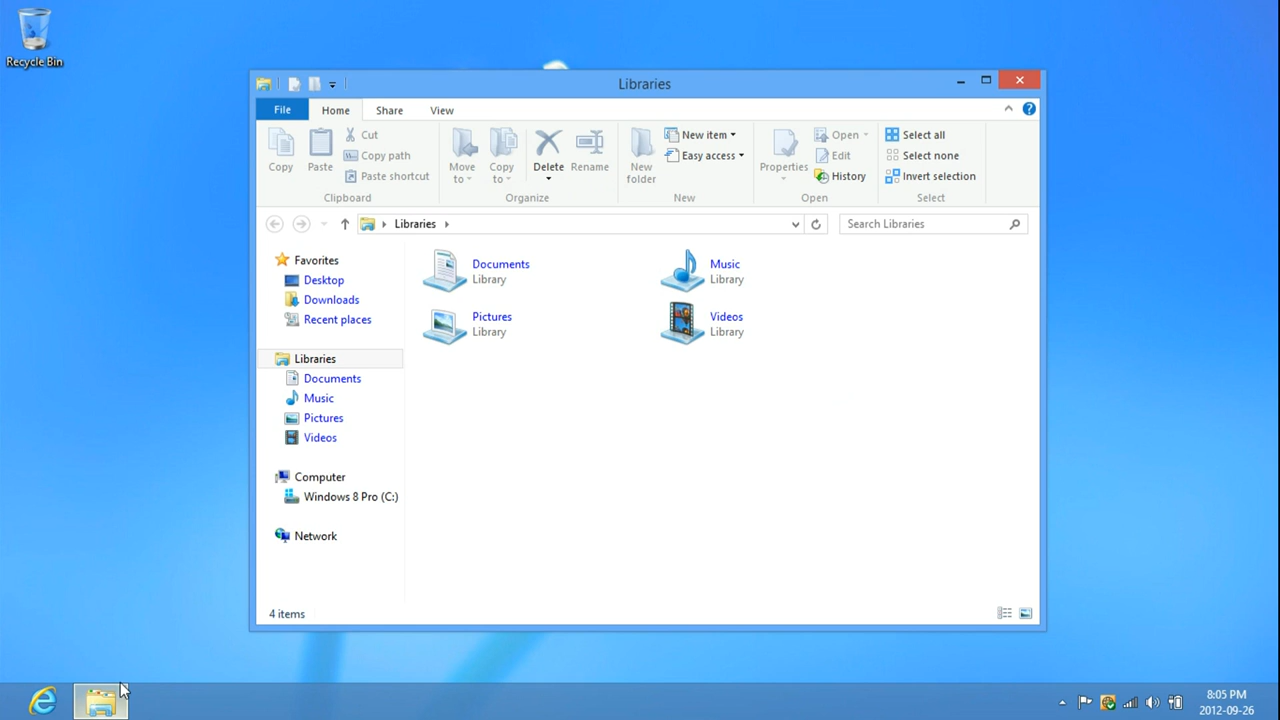 Recycle Bin
Libraries
File Home Share View
Copy
Paste
Cut
Copy path
Paste shortcut
Clipboard
Move to
Copy to
Delete
Rename
Organize
New folder
New item
Easy access
New
Properties
Open
Edit
History
Open
Select all
Select none
Invert selection
Select
Libraries
Search Libraries
Favorites
Desktop
Downloads
Recent places
Libraries
Documents
Music
Pictures
Videos
Computer
Windows 8 Pro (C:)
Network
Documents
Library
Music
Library
Pictures
Library
Videos
Library
4 items
8:05 PM
2012-09-26